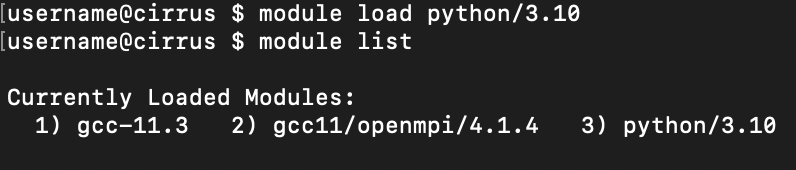 [username@cirrus $ module load python/3.10
[username@cirrus $ module list
Currently Loaded Modules:
1) gcc-11.3 2) gcc11/openmpi/4.1.4 3) python/3.10